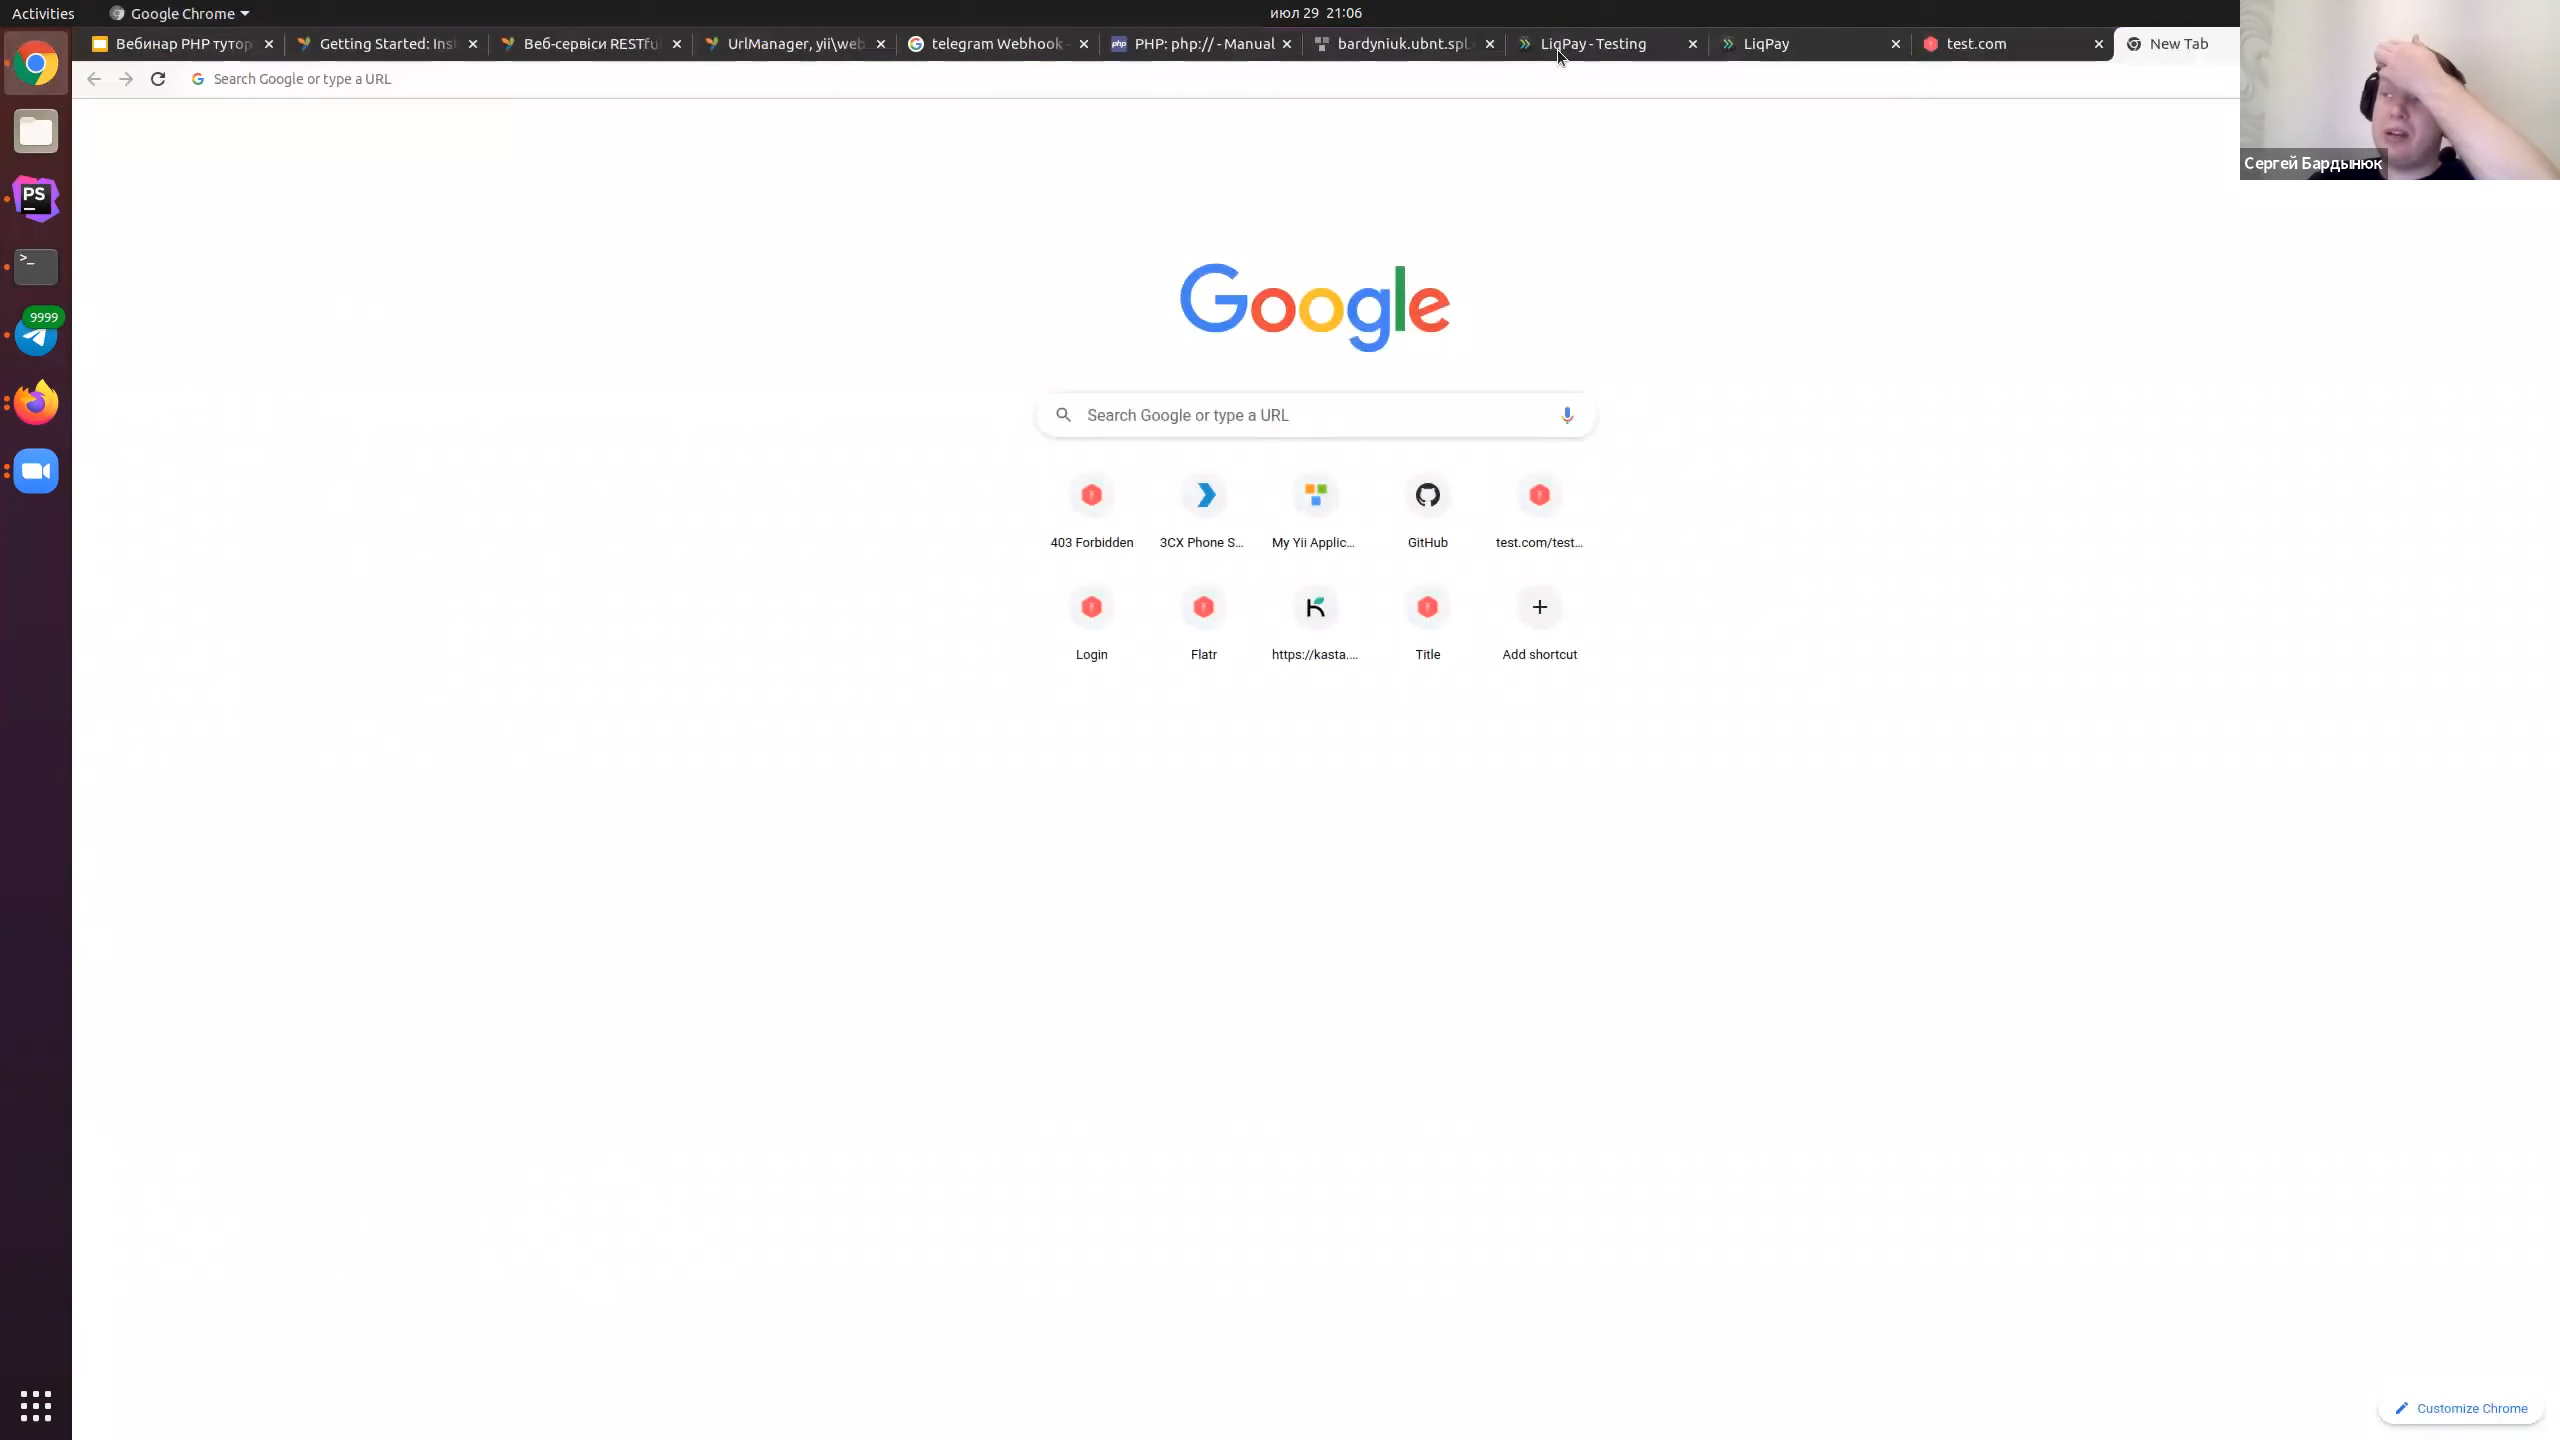 Activities
Google Chrome
июл 29 21:06
Вебинар PHP тутор
Getting Started: Inst
Веб-сервіси RESTfu
UrlManager, yii\web
telegram Webhook -
php
PHP: php:// - Manual
bardyniuk.ubnt.spl.
LiqPay - Testing
LiqPay
test.com
New Tab
Search Google or type a URL
Сергей Бардынюк
PS
>_
9999
Google
Search Google or type a URL
403 Forbidden
3CX Phone S...
My Yii Applic...
GitHub
test.com/test...
Login
Flatr
https://kasta....
Title
Add shortcut
Customize Chrome